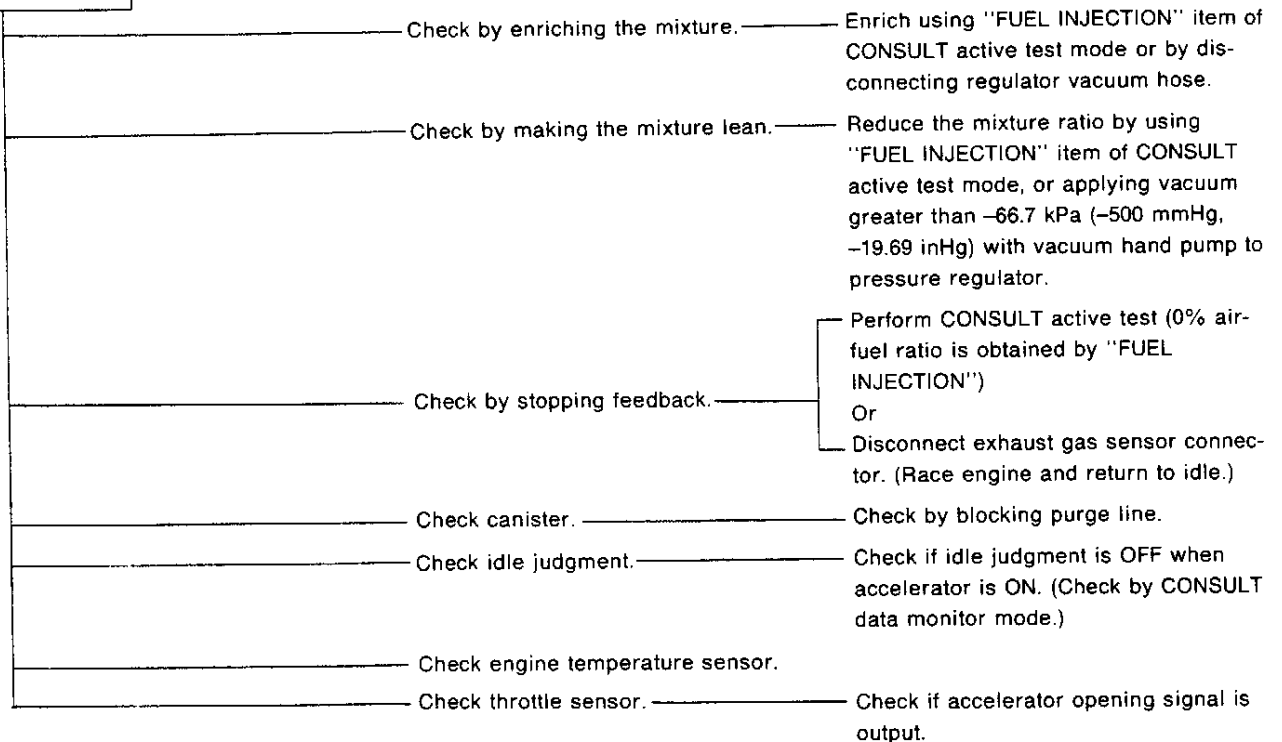 Check by enriching the mixture.
Enrich using "FUEL INJECTION" item of
CONSULT active test mode or by dis-
connecting regulator vacuum hose.
Check by making the mixture lean.
Reduce the mixture ratio by using
"FUEL INJECTION" item of CONSULT
active test mode, or applying vacuum
greater than –66.7 kPa (–500 mmHg,
–19.69 inHg) with vacuum hand pump to
pressure regulator.
Check by stopping feedback.
Perform CONSULT active test (0% air-
fuel ratio is obtained by "FUEL
INJECTION")
Or
Disconnect exhaust gas sensor connec-
tor. (Race engine and return to idle.)
Check canister.
Check by blocking purge line.
Check idle judgment.
Check if idle judgment is OFF when
accelerator is ON. (Check by CONSULT
data monitor mode.)
Check engine temperature sensor.
Check throttle sensor.
Check if accelerator opening signal is
output.